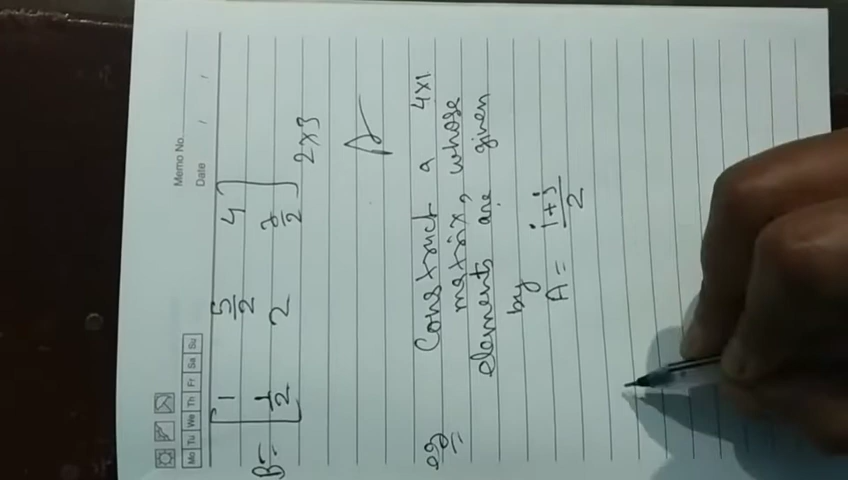 Memo No.
Date / /
Mo Tu We Th Fr Sa Su
B = [ 1 5/2 4
1/2 2 7/2 ] 2×3
eg Construct a 4×1
matrix, whose
elements are given
by
A = i+j/2